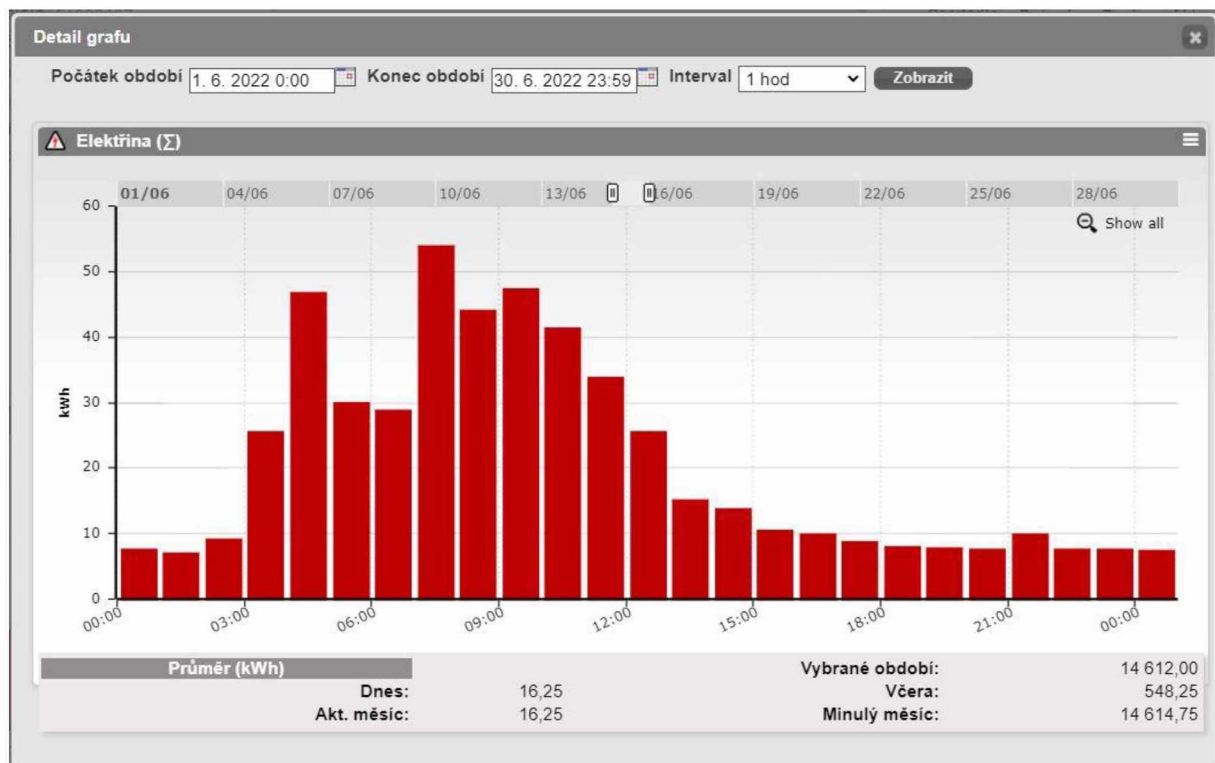 Detail grafu
Počátek období 1. 6. 2022 0:00 Konec období 30. 6. 2022 23:59 Interval 1 hod Zobrazit
Elektřina (∑)
01/06 04/06 07/06 10/06 13/06 16/06 19/06 22/06 25/06 28/06
Show all
60
50
40
30
20
10
0
kWh
00:00 03:00 06:00 09:00 12:00 15:00 18:00 21:00 00:00
Průměr (kWh) Vybrané období: 14 612,00
Dnes: 16,25 Včera: 548,25
Akt. měsíc: 16,25 Minulý měsíc: 14 614,75